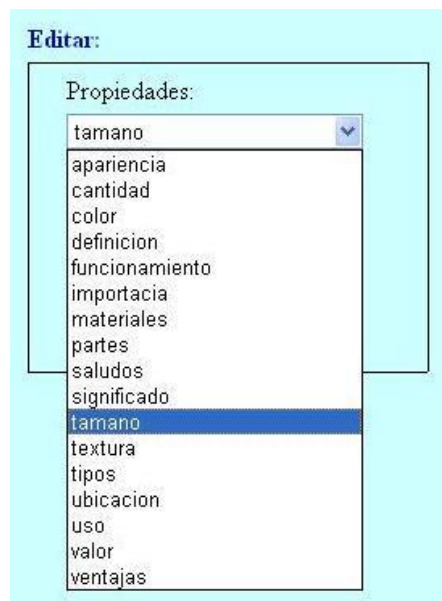 Editar:
Propiedades:
tamano
apariencia
cantidad
color
definicion
funcionamiento
importacia
materiales
partes
saludos
significado
tamano
textura
tipos
ubicacion
uso
valor
ventajas